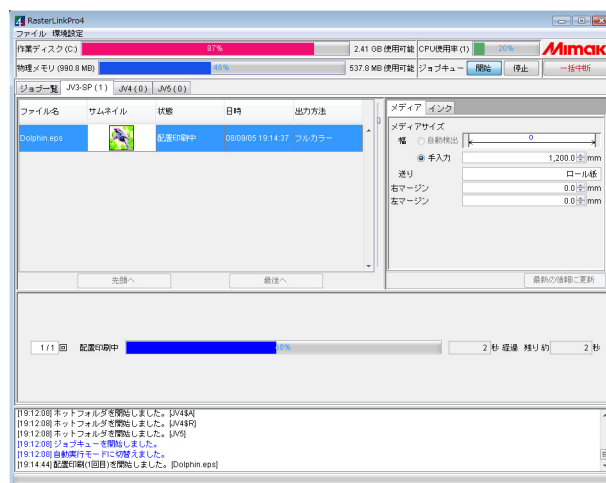 RasterLinkPro4
ファイル 環境設定
作業ディスク(C:) 87% 2.41 GB 使用可能 CPU使用率(1) 20% Mimaki
物理メモリ (990.8 MB) 46% 537.8 MB 使用可能 ジョブキュー 開始 停止 一括中断
ジョブ一覧 JV3-SP (1) JV4 (0) JV5 (0)
メディア インク
ファイル名 サムネイル 状態 日時 出力方法
Dolphin.eps 配置印刷中 08/09/05 19:14:37 フルカラー
メディアサイズ
幅 自動検出 0
手入力 1,200.0 mm
送り ロール紙
右マージン 0.0 mm
左マージン 0.0 mm
先頭へ 最後へ 最新の情報に更新
1 / 1 回 配置印刷中 2 秒 経過 残り約 2 秒
[19:12:08] ホットフォルダを開始しました。[JV4$A]
[19:12:08] ホットフォルダを開始しました。[JV4$R]
[19:12:08] ホットフォルダを開始しました。[JV5]
[19:12:08] ジョブキューを開始しました。
[19:12:08] 自動実行モードに切替えました。
[19:14:44] 配置印刷(1回目)を開始しました。[Dolphin.eps]